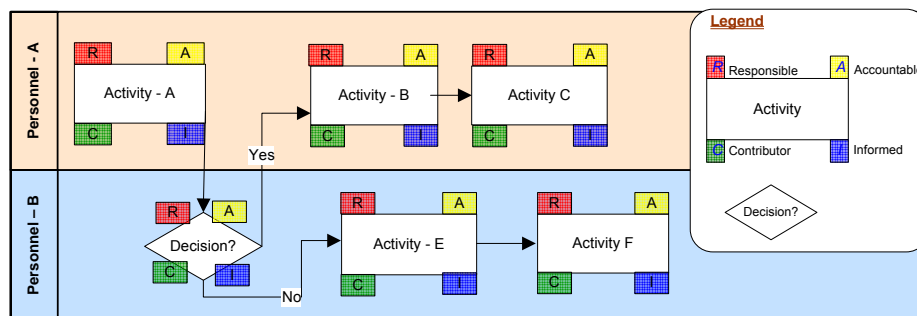 Personnel - A
R
A
Activity - A
C
I
R
A
Activity - B
C
I
R
A
Activity C
C
I
Yes
Personnel – B
R
A
Decision?
C
I
No
R
A
Activity - E
C
I
R
A
Activity F
C
I
Legend
R Responsible
A Accountable
Activity
C Contributor
I Informed
Decision?